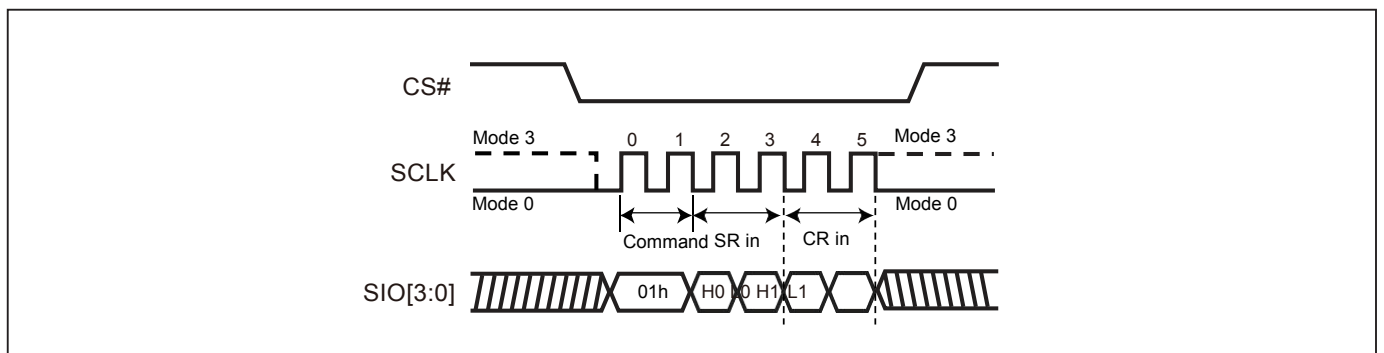 CS#
Mode 3
0 1 2 3 4 5
Mode 3
SCLK
Mode 0
Mode 0
Command SR in
CR in
SIO[3:0]
01h
H0 L0 H1 L1